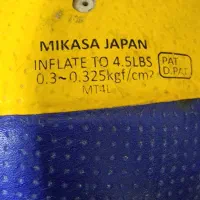 MIKASA JAPAN
INFLATE TO 4.5LBS
0.3~0.325kgf/cm²
PAT
D.PAT
MT4L